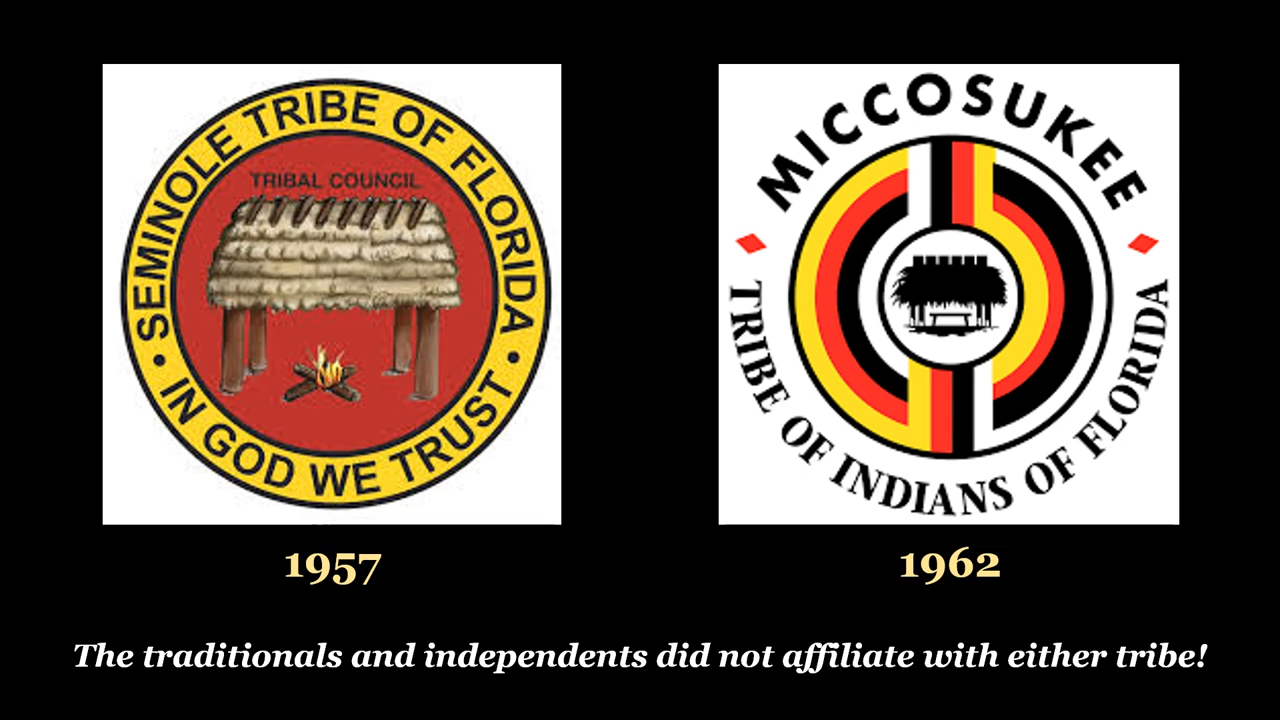 SEMINOLE TRIBE OF FLORIDA
TRIBAL COUNCIL
• IN GOD WE TRUST •
MICCOSUKEE
TRIBE OF INDIANS OF FLORIDA
1957
1962
The traditionals and independents did not affiliate with either tribe!